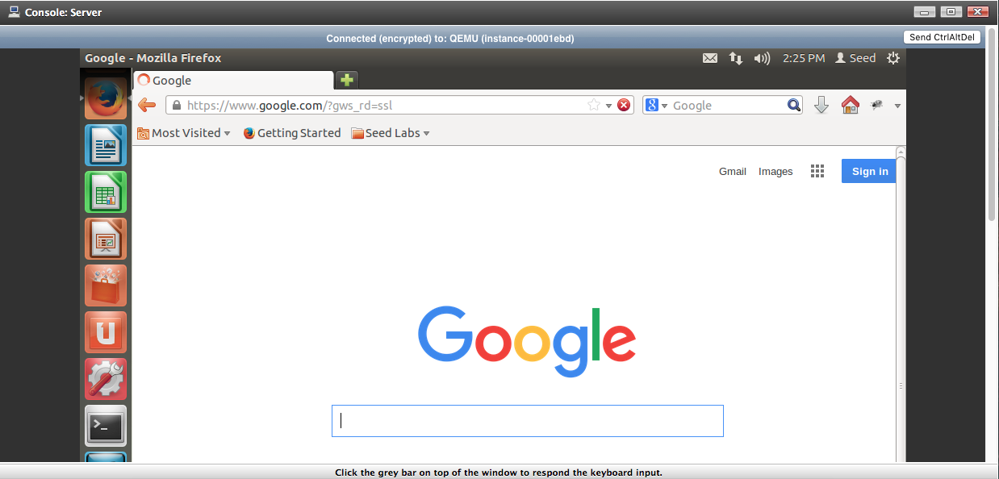 Console: Server
Connected (encrypted) to: QEMU (instance-00001ebd)
Send CtrlAltDel
Google - Mozilla Firefox
2:25 PM
Seed
Google
https://www.google.com/?gws_rd=ssl
8
Google
Most Visited
Getting Started
Seed Labs
Gmail
Images
Sign in
Google
Click the grey bar on top of the window to respond the keyboard input.